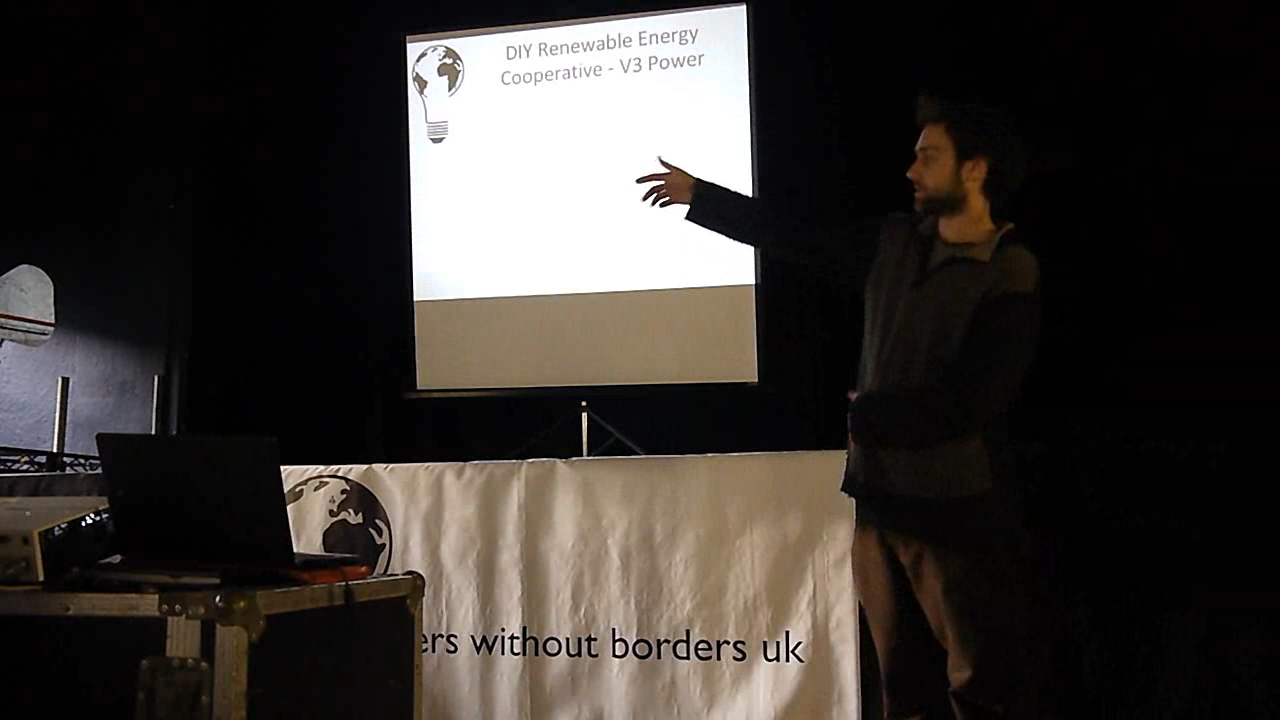 DIY Renewable Energy
Cooperative - V3 Power
ers without borders uk